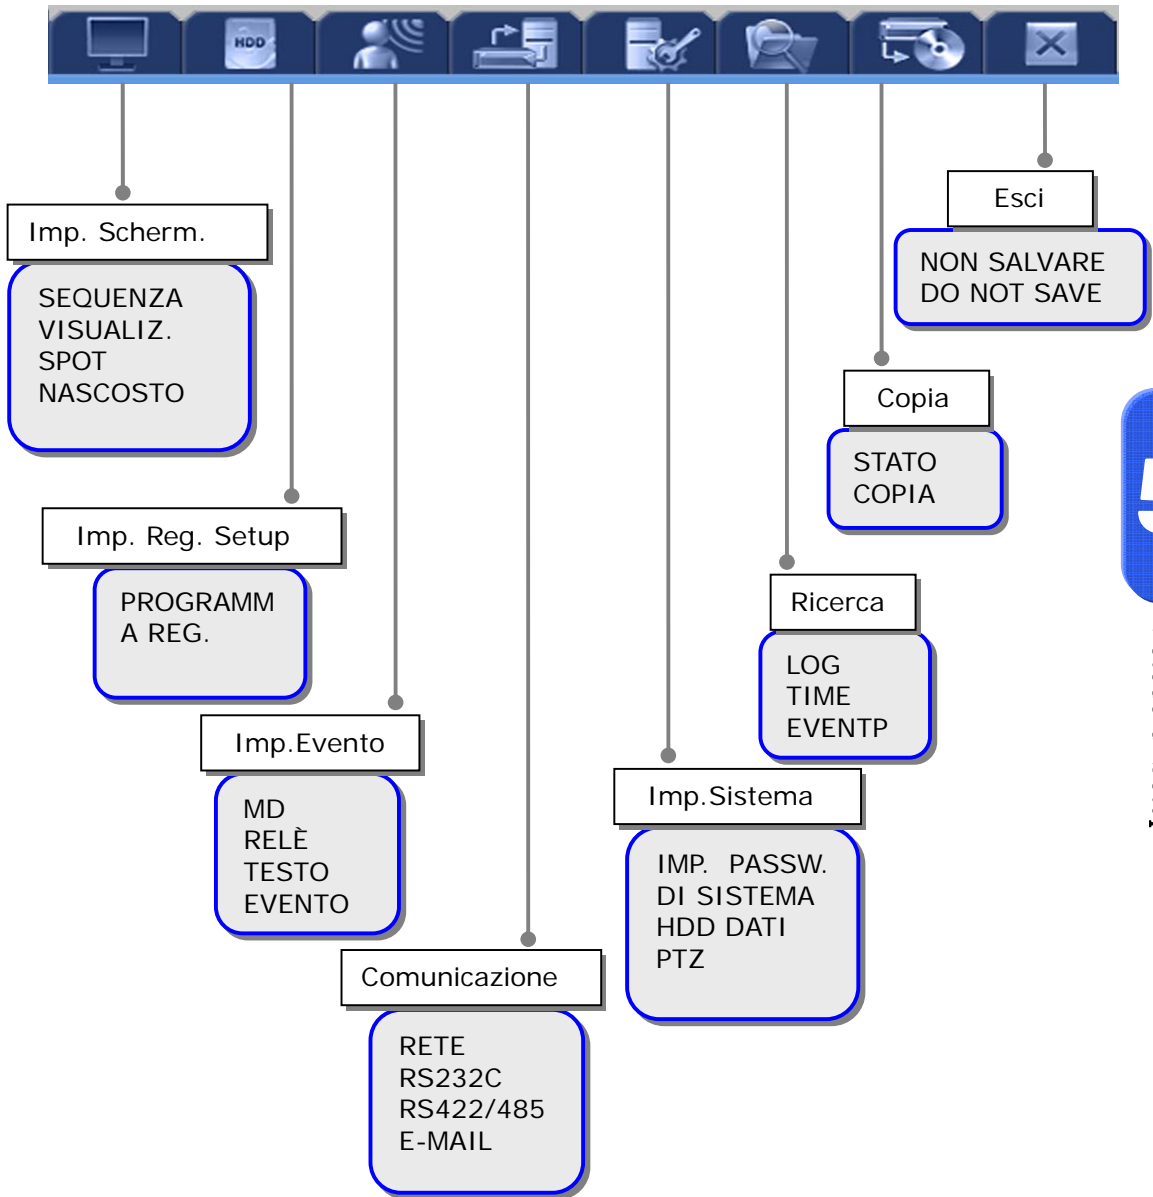 HDD
Imp. Scherm.
SEQUENZA
VISUALIZ.
SPOT
NASCOSTO
Imp. Reg. Setup
PROGRAMM
A REG.
Imp.Evento
MD
RELÈ
TESTO
EVENTO
Comunicazione
RETE
RS232C
RS422/485
E-MAIL
Imp.Sistema
IMP. PASSW.
DI SISTEMA
HDD DATI
PTZ
Ricerca
LOG
TIME
EVENTP
Copia
STATO
COPIA
Esci
NON SALVARE
DO NOT SAVE